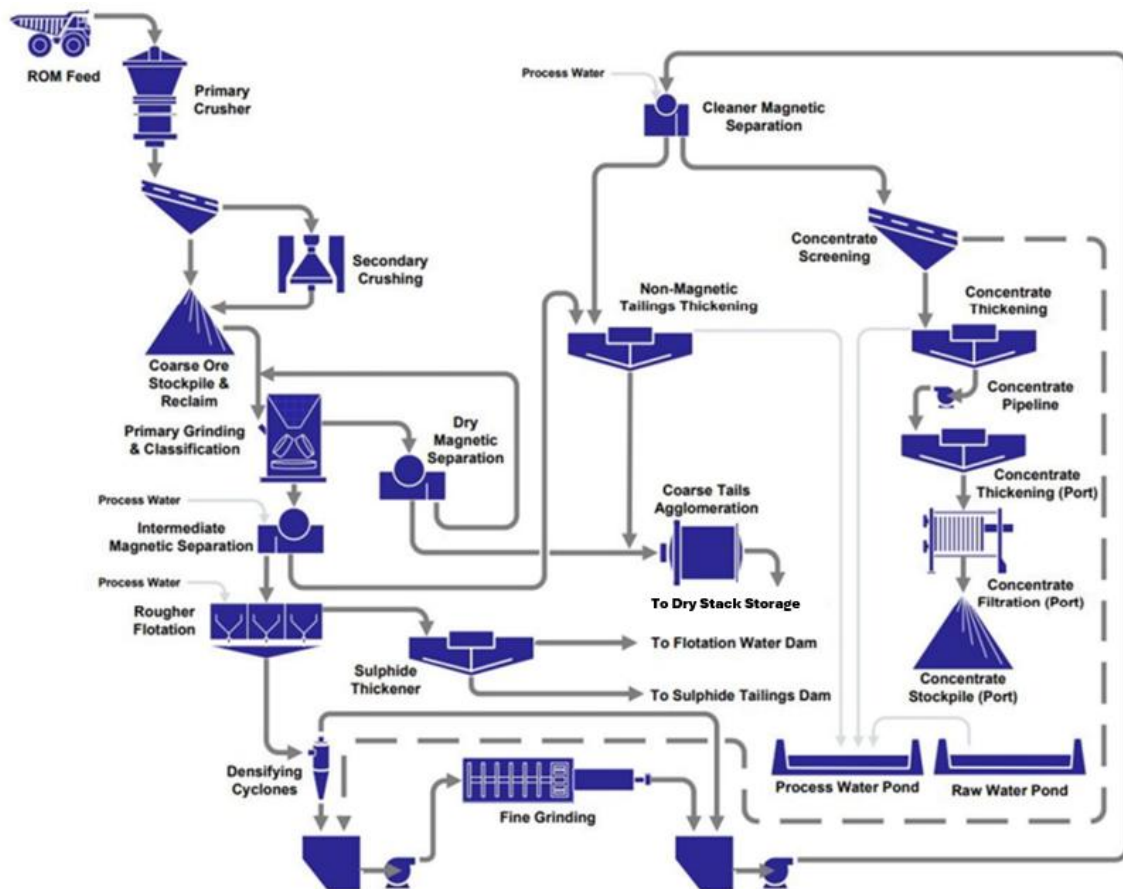 ROM Feed
Primary
Crusher
Secondary
Crushing
Coarse Ore
Stockpile &
Reclaim
Primary Grinding
& Classification
Dry
Magnetic
Separation
Process Water
Intermediate
Magnetic Separation
Process Water
Rougher
Flotation
Sulphide
Thickener
Densifying
Cyclones
Fine Grinding
Process Water
Cleaner Magnetic
Separation
Non-Magnetic
Tailings Thickening
Coarse Tails
Agglomeration
To Dry Stack Storage
To Flotation Water Dam
To Sulphide Tailings Dam
Concentrate
Screening
Concentrate
Thickening
Concentrate
Pipeline
Concentrate
Thickening (Port)
Concentrate
Filtration (Port)
Concentrate
Stockpile (Port)
Process Water Pond
Raw Water Pond